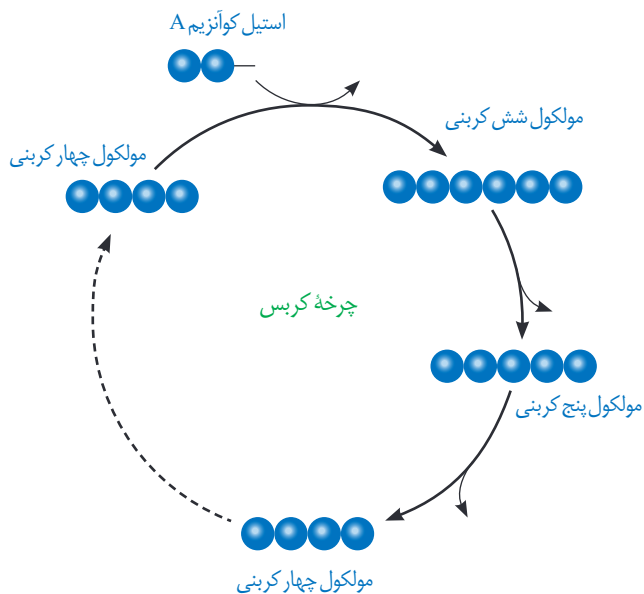 استیل کوآنزیم A
مولکول شش کربنی
مولکول چهار کربنی
چرخهٔ کربس
مولکول پنج کربنی
مولکول چهار کربنی